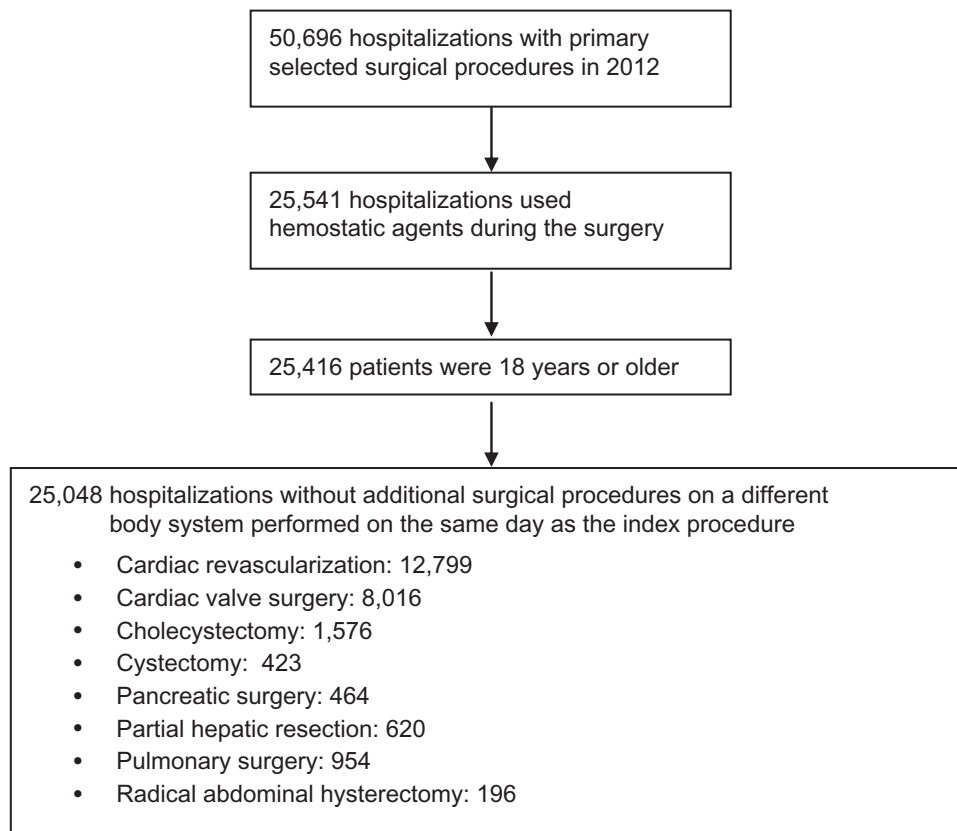 50,696 hospitalizations with primary
selected surgical procedures in 2012
25,541 hospitalizations used
hemostatic agents during the surgery
25,416 patients were 18 years or older
25,048 hospitalizations without additional surgical procedures on a different
body system performed on the same day as the index procedure
• Cardiac revascularization: 12,799
• Cardiac valve surgery: 8,016
• Cholecystectomy: 1,576
• Cystectomy: 423
• Pancreatic surgery: 464
• Partial hepatic resection: 620
• Pulmonary surgery: 954
• Radical abdominal hysterectomy: 196